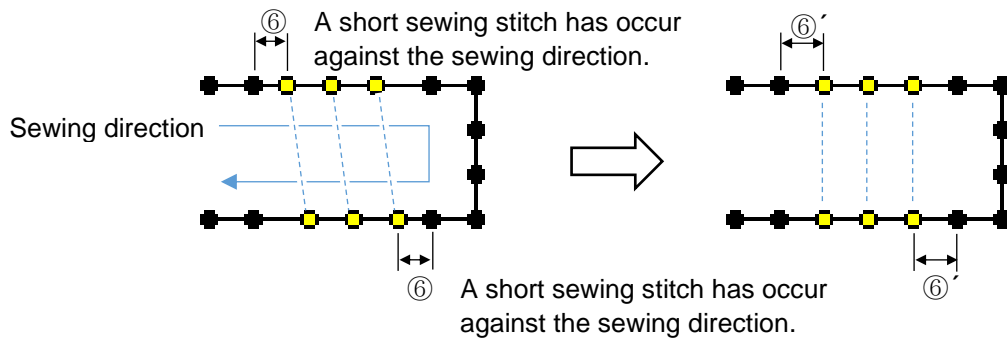 ⑥ A short sewing stitch has occur
against the sewing direction.
⑥´
Sewing direction
⑥ A short sewing stitch has occur
against the sewing direction.
⑥´